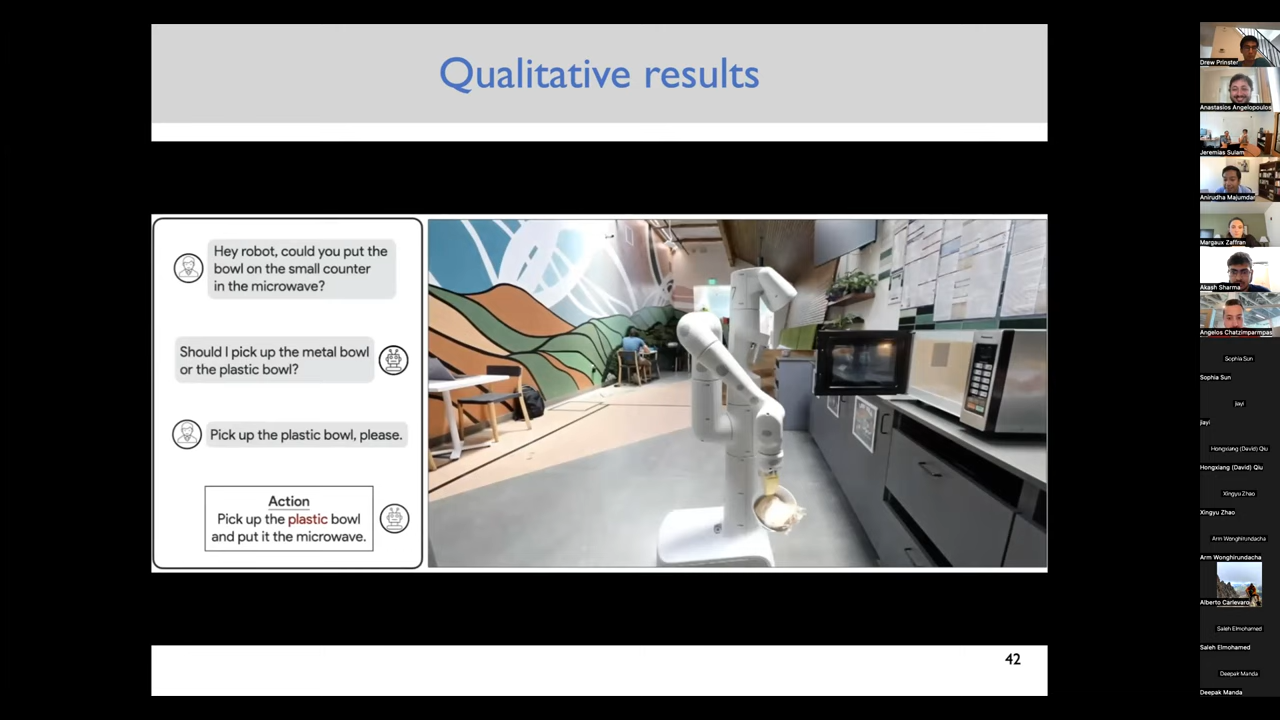 Qualitative results
Hey robot, could you put the
bowl on the small counter
in the microwave?
Should I pick up the metal bowl
or the plastic bowl?
Pick up the plastic bowl, please.
Action
Pick up the plastic bowl
and put it the microwave.
42
Drew Prinster
Anastasios Angelopoulos
Jeremias Sulam
Anirudha Majumdar
Margaux Zaffran
Akash Sharma
Angelos Chatzimparmpas
Sophia Sun
Sophia Sun
Jiayi
Jiayi
Hongxiang (David) Qiu
Hongxiang (David) Qiu
Xingyu Zhao
Xingyu Zhao
Arm Wonghirundacha
Arm Wonghirundacha
Alberto Carlevaro
Saleh Elmohamed
Saleh Elmohamed
Deepak Manda
Deepak Manda